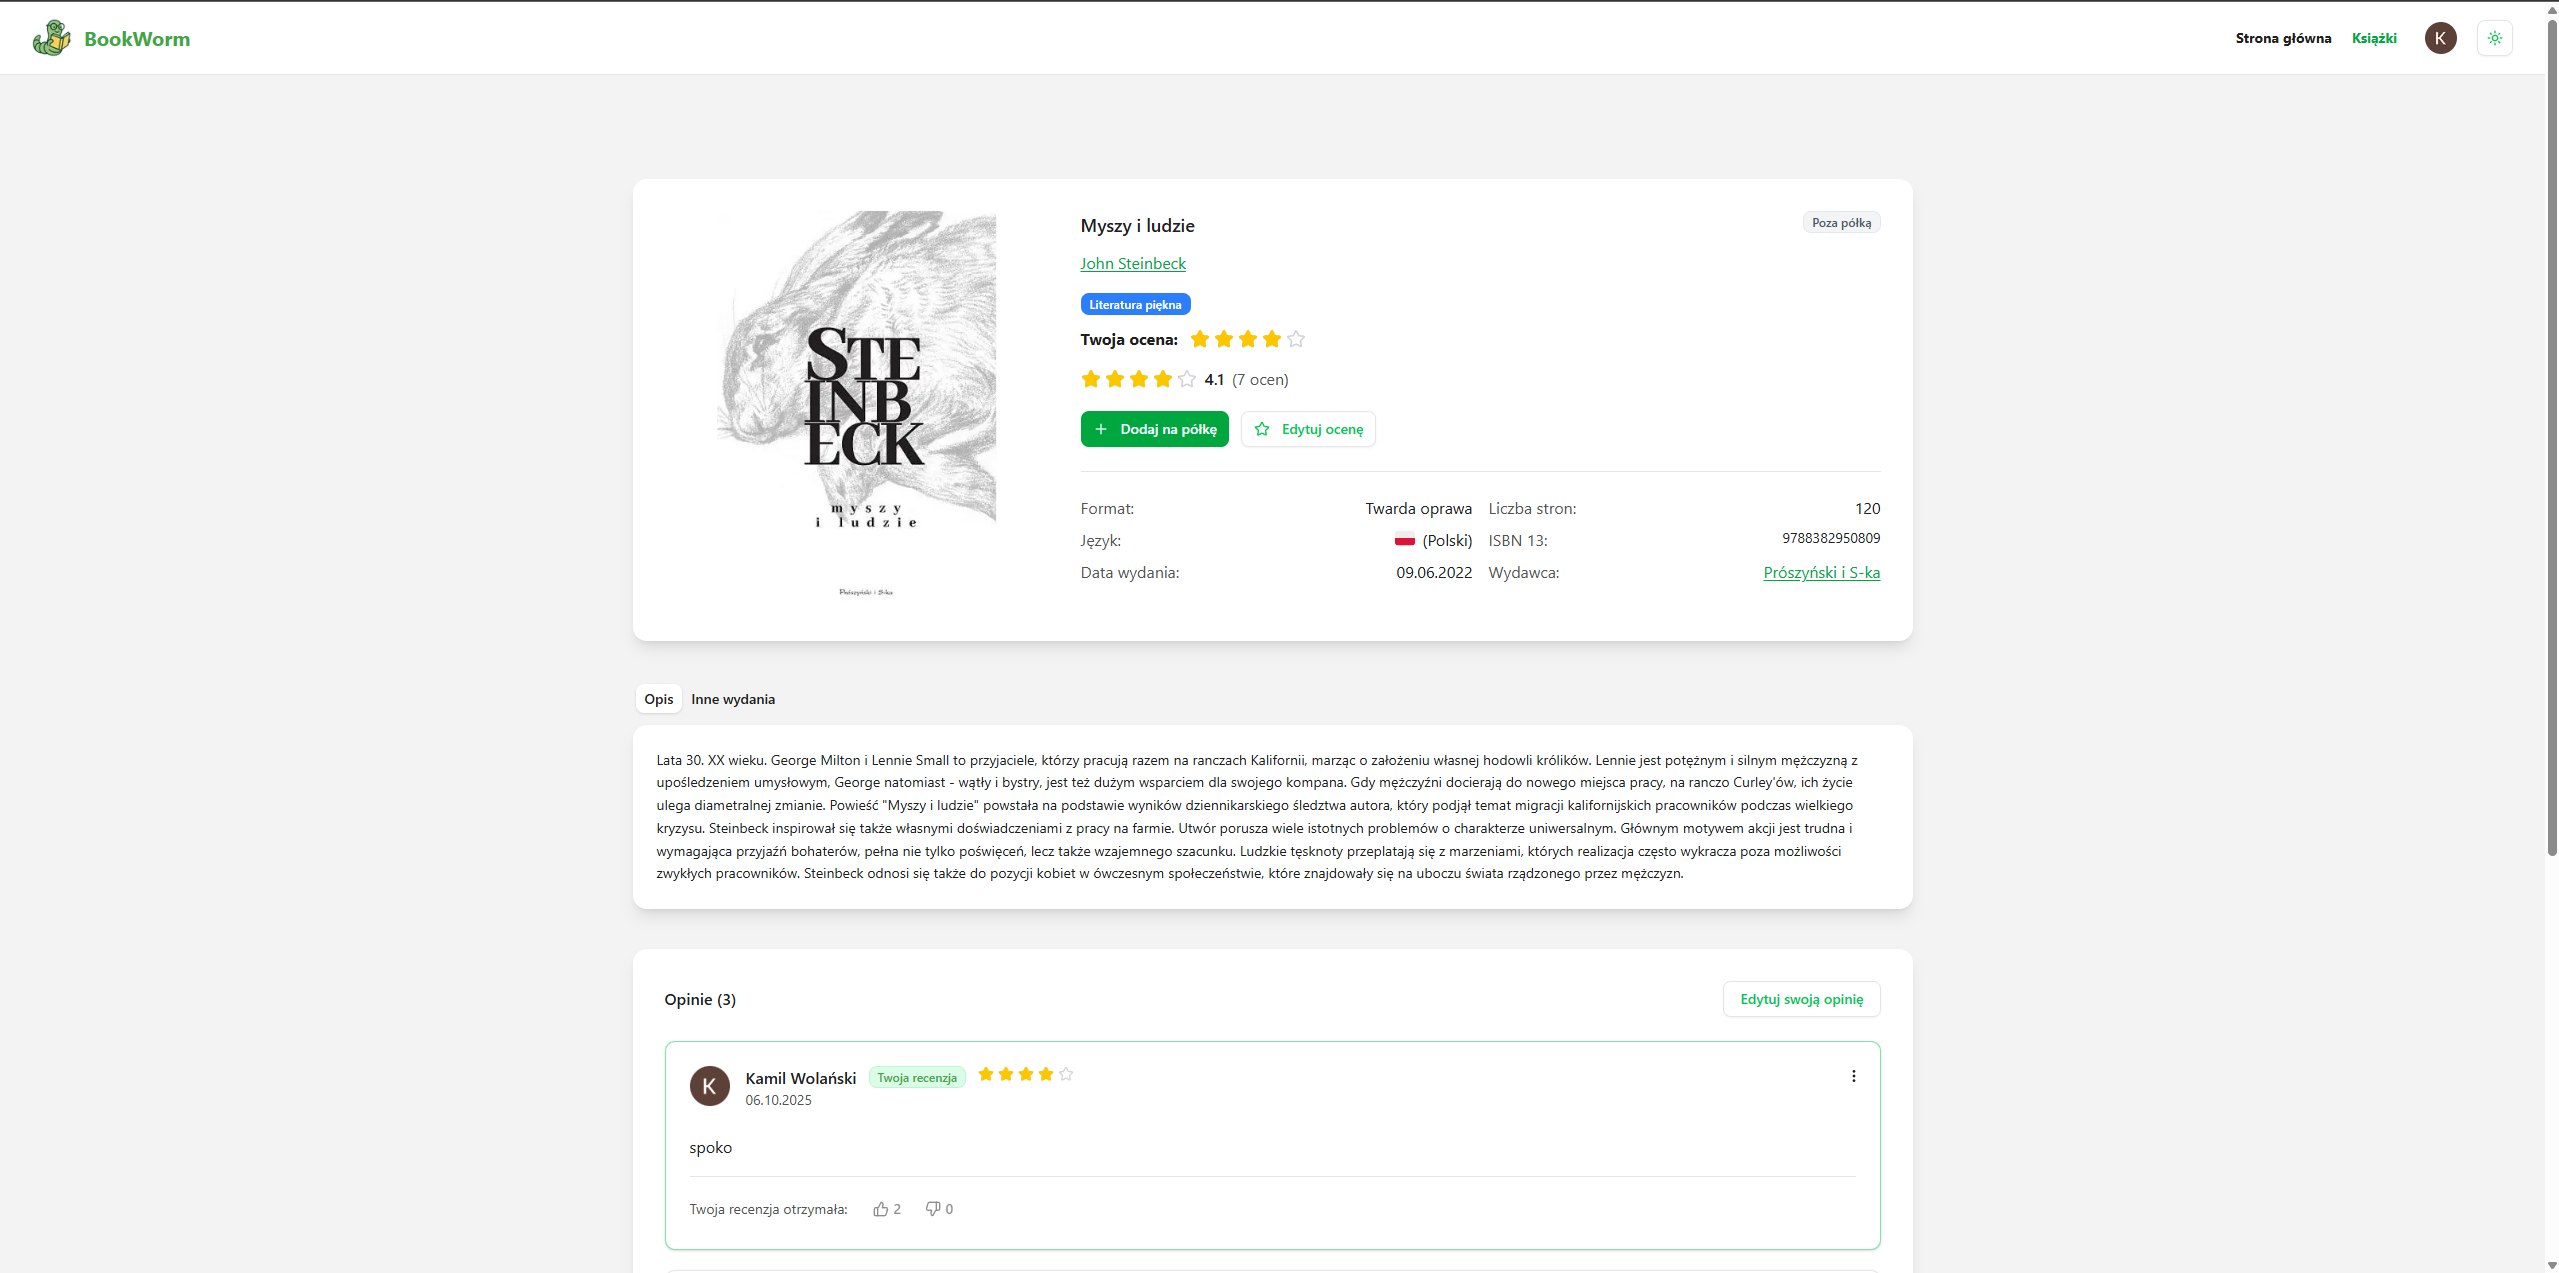 BookWorm
Strona główna
Książki
K
Myszy i ludzie
Poza półką
John Steinbeck
Literatura piękna
Twoja ocena:
4.1 (7 ocen)
Dodaj na półkę
Edytuj ocenę
Format: Twarda oprawa
Liczba stron: 120
Język: (Polski)
ISBN 13: 9788382950809
Data wydania: 09.06.2022
Wydawca: Prószyński i S-ka
STE
INB
ECK
myszy
i ludzie
Prószyński i S-ka
Opis
Inne wydania
Lata 30. XX wieku. George Milton i Lennie Small to przyjaciele, którzy pracują razem na ranczach Kalifornii, marząc o założeniu własnej hodowli królików. Lennie jest potężnym i silnym mężczyzną z
upośledzeniem umysłowym, George natomiast - wątły i bystry, jest też dużym wsparciem dla swojego kompana. Gdy mężczyźni docierają do nowego miejsca pracy, na ranczo Curley'ów, ich życie
ulega diametralnej zmianie. Powieść "Myszy i ludzie" powstała na podstawie wyników dziennikarskiego śledztwa autora, który podjął temat migracji kalifornijskich pracowników podczas wielkiego
kryzysu. Steinbeck inspirował się także własnymi doświadczeniami z pracy na farmie. Utwór porusza wiele istotnych problemów o charakterze uniwersalnym. Głównym motywem akcji jest trudna i
wymagająca przyjaźń bohaterów, pełna nie tylko poświęceń, lecz także wzajemnego szacunku. Ludzkie tęsknoty przeplatają się z marzeniami, których realizacja często wykracza poza możliwości
zwykłych pracowników. Steinbeck odnosi się także do pozycji kobiet w ówczesnym społeczeństwie, które znajdowały się na uboczu świata rządzonego przez mężczyzn.
Opinie (3)
Edytuj swoją opinię
K
Kamil Wolański
Twoja recenzja
06.10.2025
spoko
Twoja recenzja otrzymała: 2 0